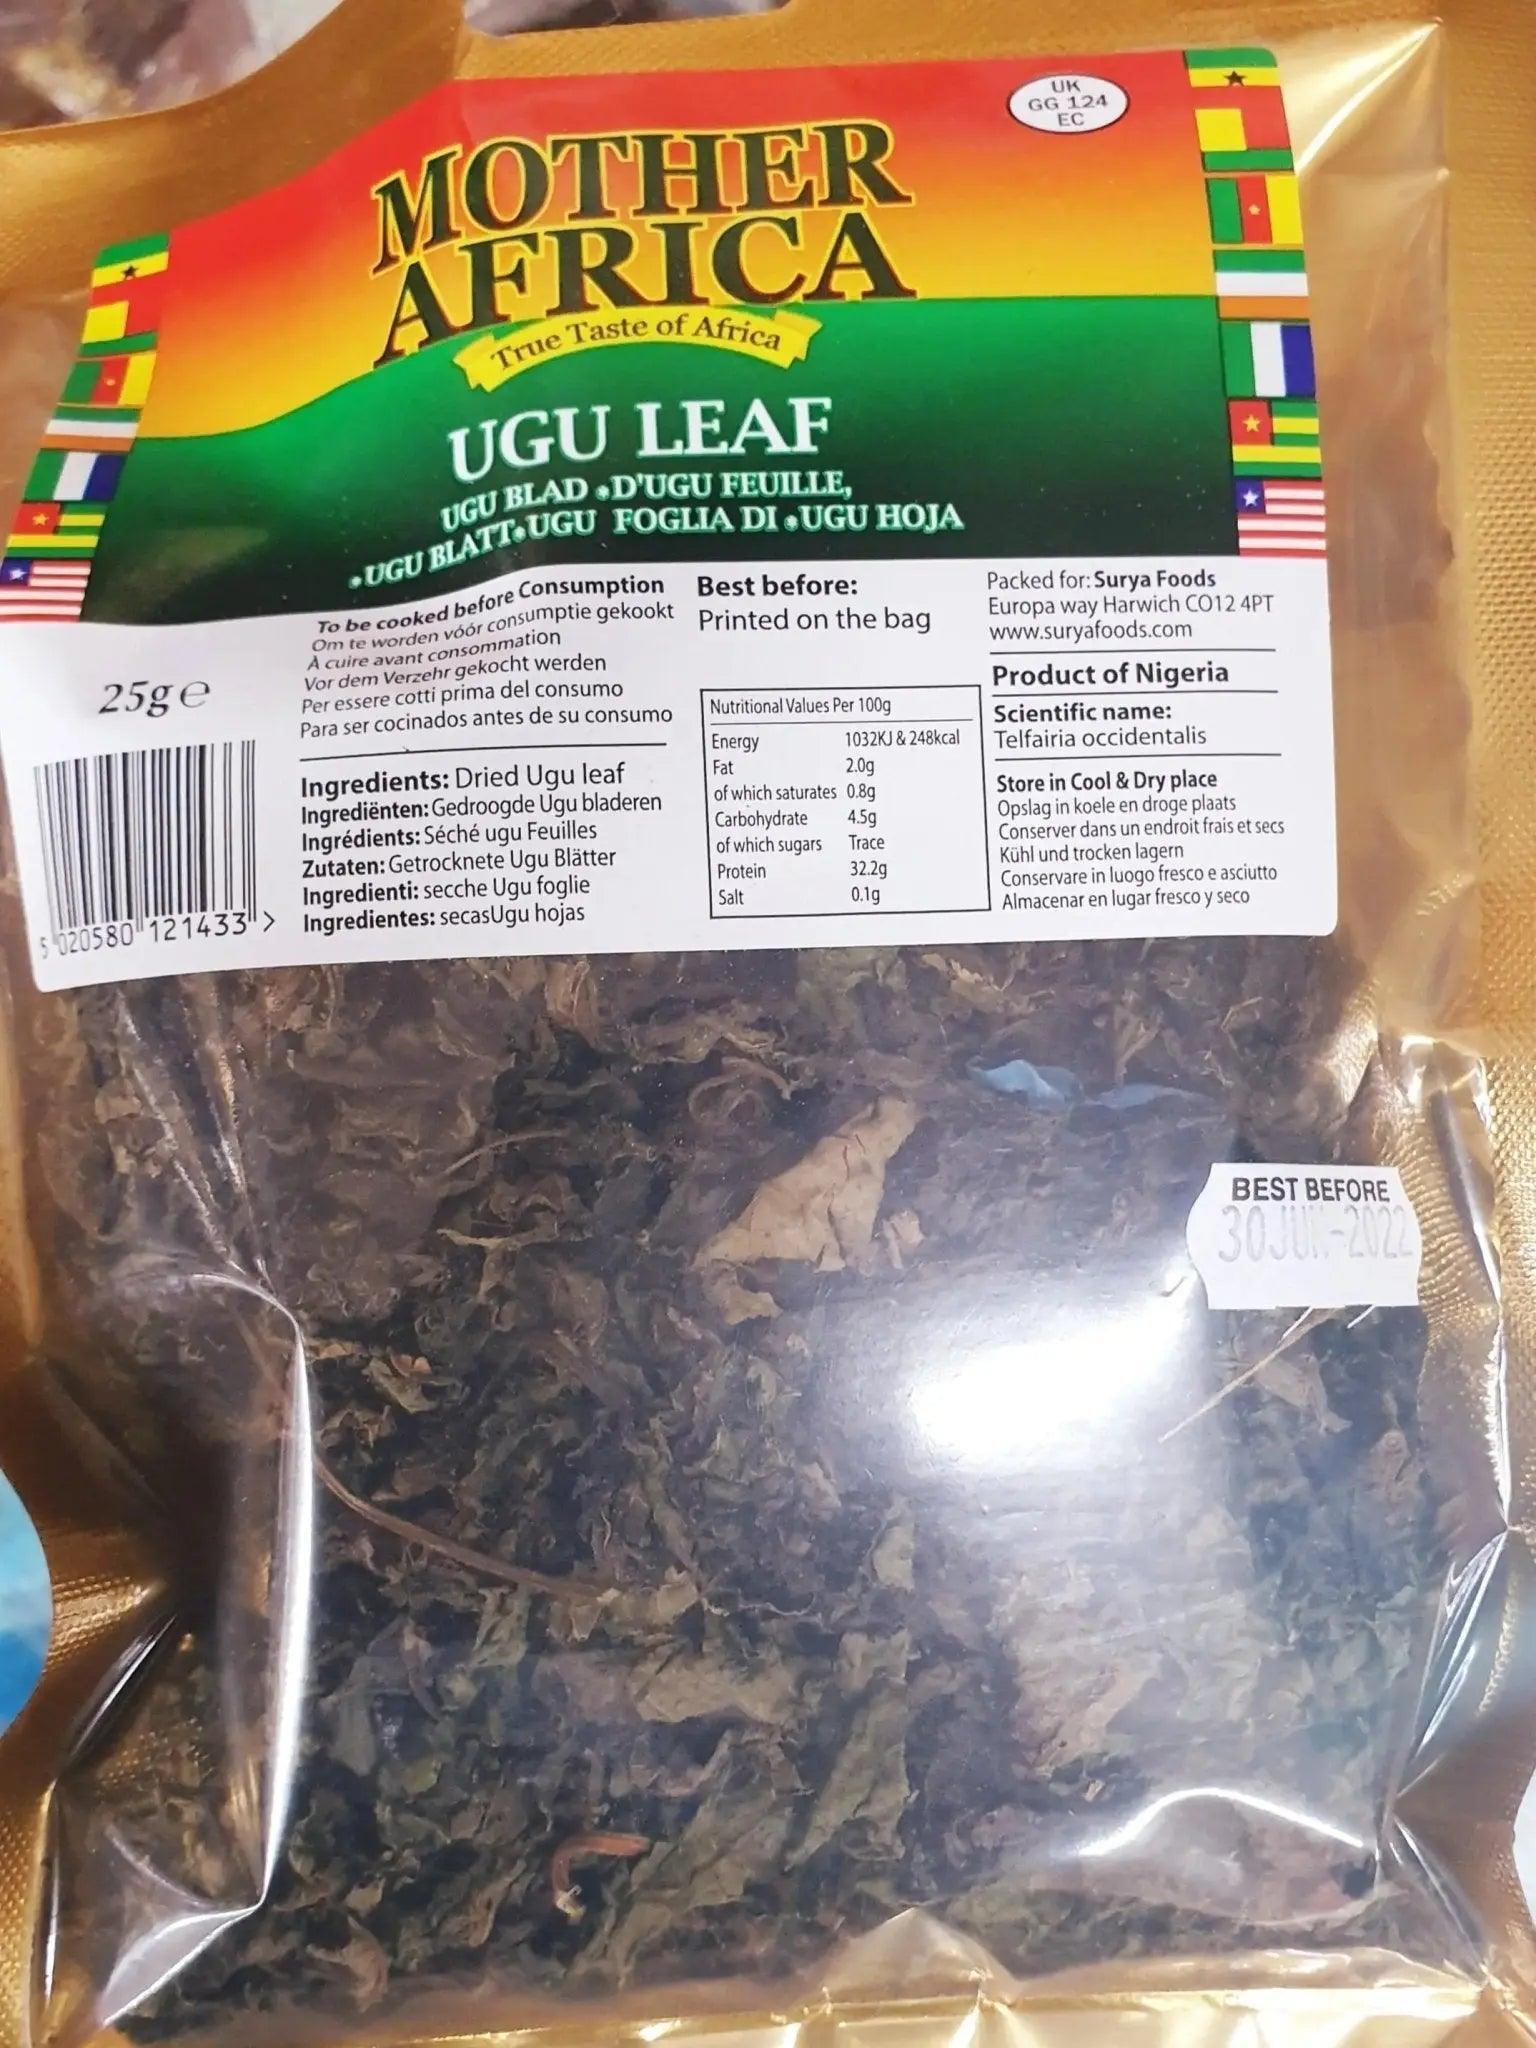 UK
GG 124
EC
MOTHER
AFRICA
True Taste of Africa
UGU LEAF
UGU BLAD •D'UGU FEUILLE,
•UGU BLATT•UGU FOGLIA DI •UGU HOJA
25g e
5 020580 121433 >
To be cooked before Consumption
Om te worden vóór consumptie gekookt
À cuire avant consommation
Vor dem Verzehr gekocht werden
Per essere cotti prima del consumo
Para ser cocinados antes de su consumo
Ingredients: Dried Ugu leaf
Ingrediënten: Gedroogde Ugu bladeren
Ingrédients: Séché ugu Feuilles
Zutaten: Getrocknete Ugu Blätter
Ingredienti: secche Ugu foglie
Ingredientes: secasUgu hojas
Best before:
Printed on the bag
Nutritional Values Per 100g
Energy 1032KJ & 248kcal
Fat 2.0g
of which saturates 0.8g
Carbohydrate 4.5g
of which sugars Trace
Protein 32.2g
Salt 0.1g
Packed for: Surya Foods
Europa way Harwich CO12 4PT
www.suryafoods.com
Product of Nigeria
Scientific name:
Telfairia occidentalis
Store in Cool & Dry place
Opslag in koele en droge plaats
Conserver dans un endroit frais et secs
Kühl und trocken lagern
Conservare in luogo fresco e asciutto
Almacenar en lugar fresco y seco
BEST BEFORE